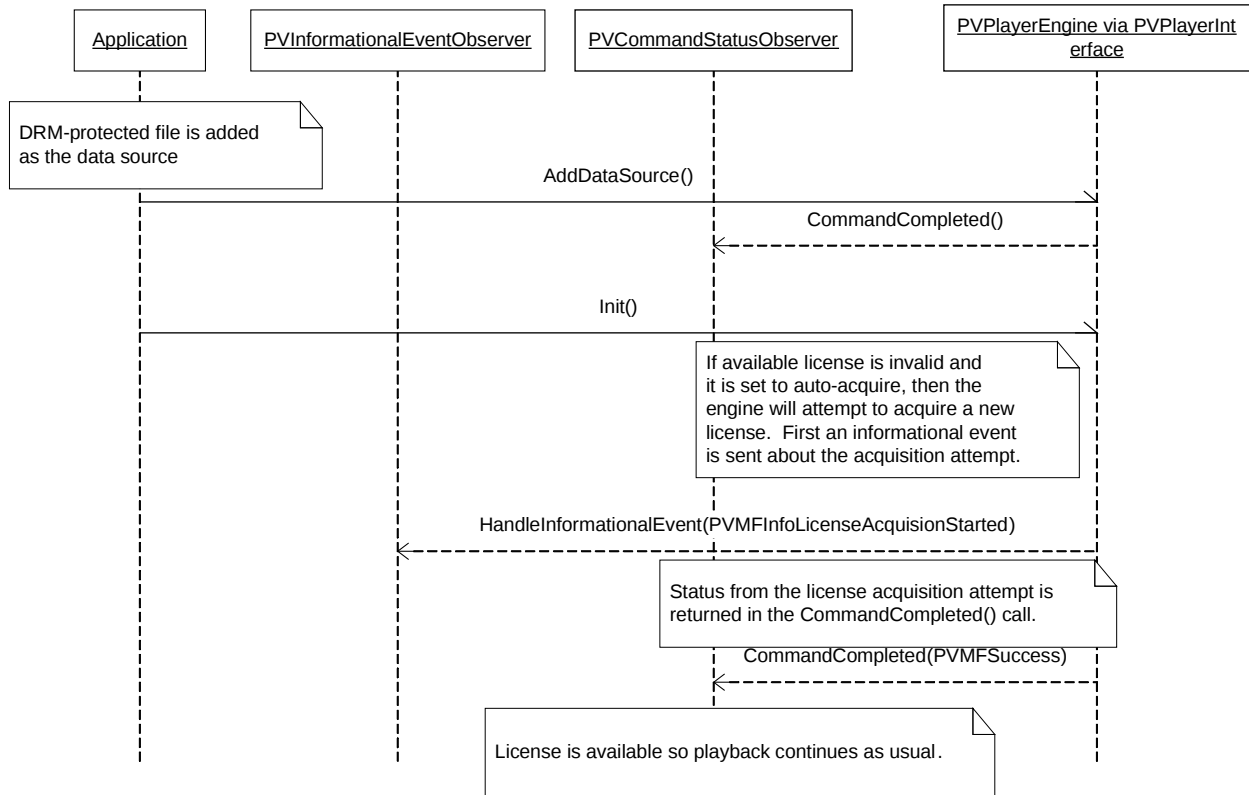 Application
PVInformationalEventObserver
PVCommandStatusObserver
PVPlayerEngine via PVPlayerInt
erface
DRM-protected file is added
as the data source
AddDataSource()
CommandCompleted()
Init()
If available license is invalid and
it is set to auto-acquire, then the
engine will attempt to acquire a new
license. First an informational event
is sent about the acquisition attempt.
HandleInformationalEvent(PVMFInfoLicenseAcquisionStarted)
Status from the license acquisition attempt is
returned in the CommandCompleted() call.
CommandCompleted(PVMFSuccess)
License is available so playback continues as usual.